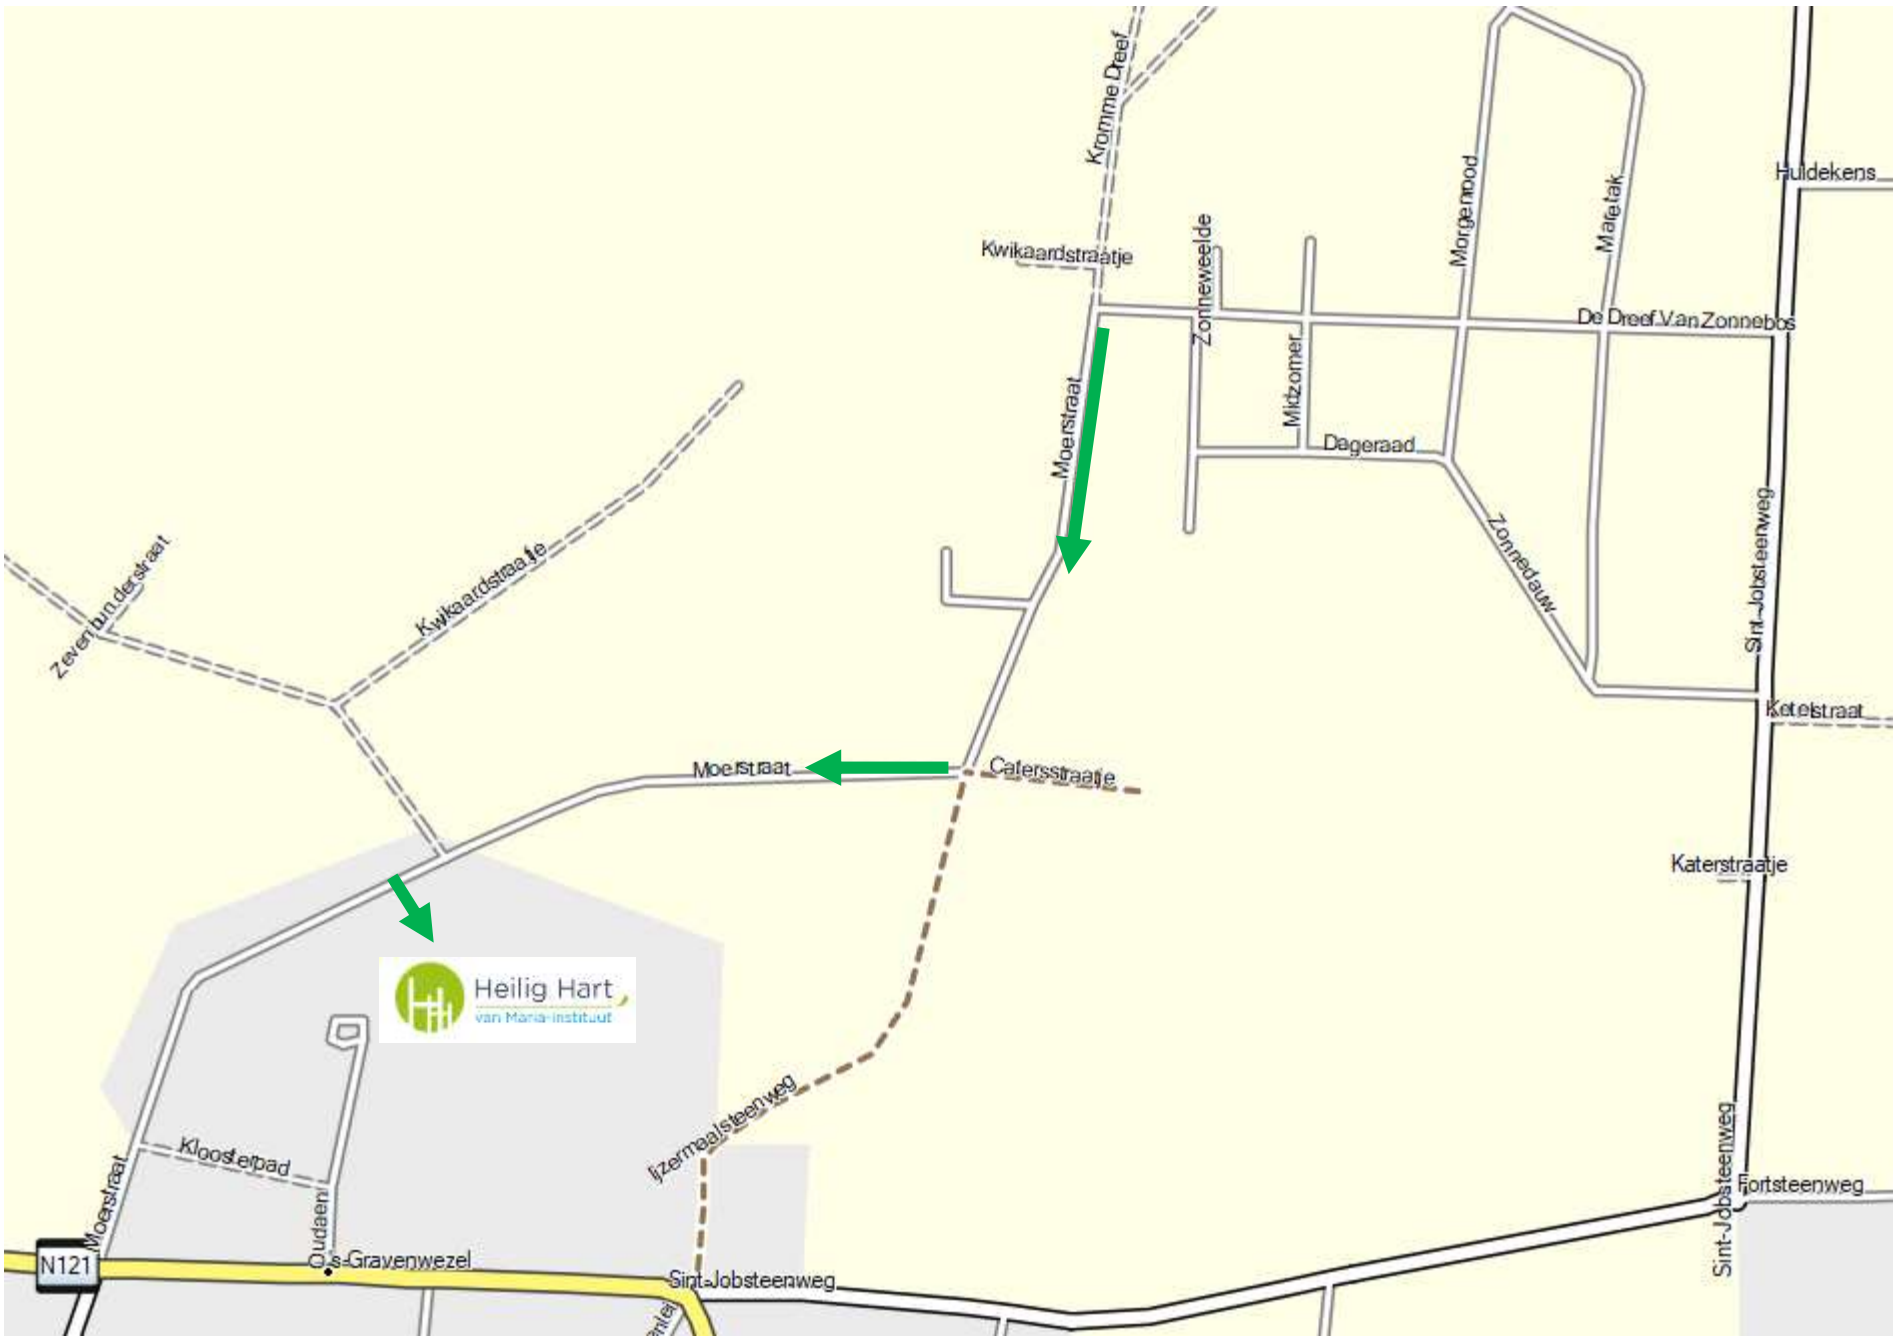 Kromme Dreef
Huldekens
Morgenrood
Maretak
Kwikaardstraatje
Zonneweelde
De Dreef Van Zonnebos
Midzomer
Moerstraat
Dageraad
Zonnedauw
Sint-Jobsteenweg
Zevenhunderstraat
Kwikaardstraatje
Ketelstraat
Moerstraat
Catersstraatje
Katerstraatje
Heilig Hart
van Maria-instituut
Ijzermaalsteenweg
Kloosterpad
Moerstraat
Oudaen
Sint-Jobsteenweg
Fortsteenweg
N121
's-Gravenwezel
Sint-Jobsteenweg